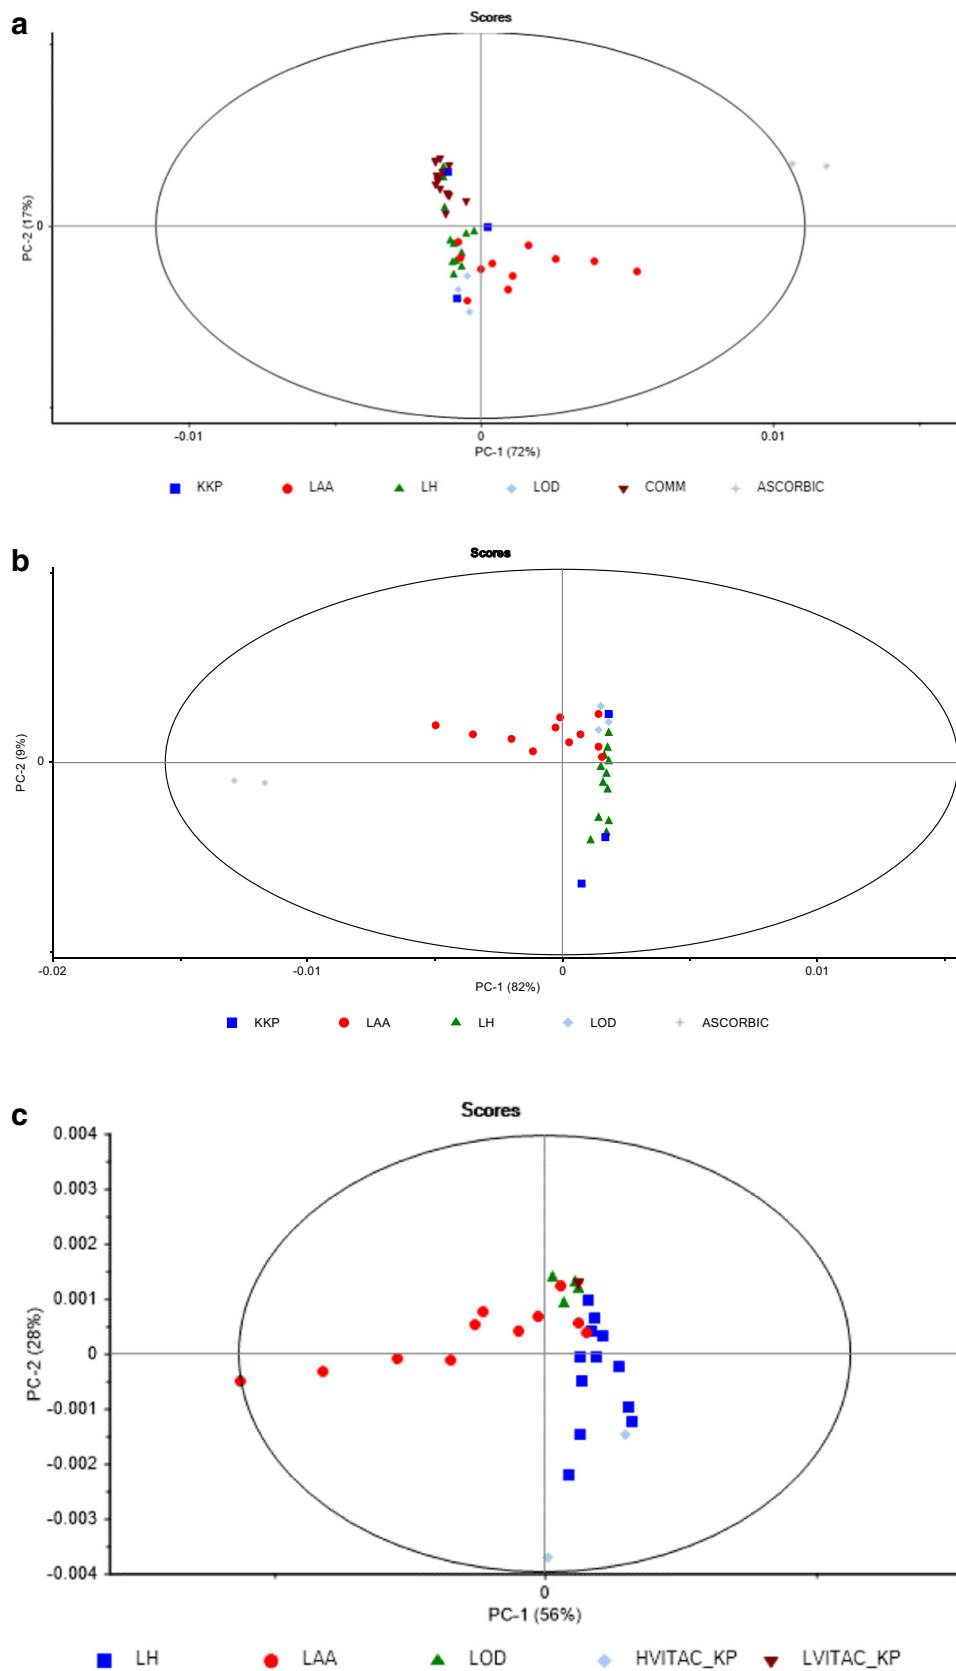 a
Scores
PC-2 (17%)
0
-0.01 0 0.01
PC-1 (72%)
KKP LAA LH LOD COMM ASCORBIC
b
Scores
PC-2 (9%)
0
-0.02 -0.01 0 0.01
PC-1 (82%)
KKP LAA LH LOD ASCORBIC
c
Scores
0.004
0.003
0.002
0.001
0
-0.001
-0.002
-0.003
-0.004
PC-2 (28%)
0
PC-1 (56%)
LH LAA LOD HVITAC_KP LVITAC_KP